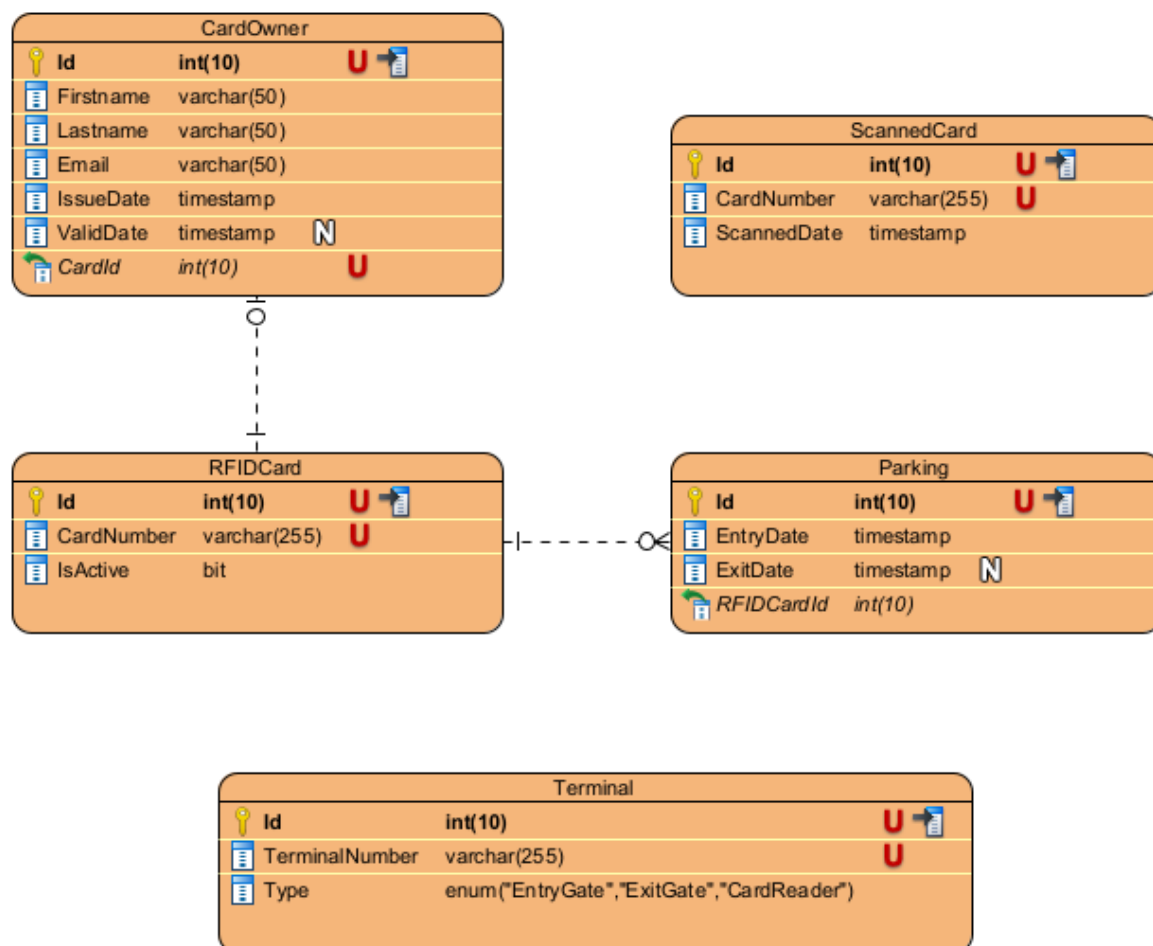 CardOwner
Id int(10) U
Firstname varchar(50)
Lastname varchar(50)
Email varchar(50)
IssueDate timestamp
ValidDate timestamp N
CardId int(10) U
ScannedCard
Id int(10) U
CardNumber varchar(255) U
ScannedDate timestamp
RFIDCard
Id int(10) U
CardNumber varchar(255) U
IsActive bit
Parking
Id int(10) U
EntryDate timestamp
ExitDate timestamp N
RFIDCardId int(10)
Terminal
Id int(10) U
TerminalNumber varchar(255) U
Type enum("EntryGate","ExitGate","CardReader")